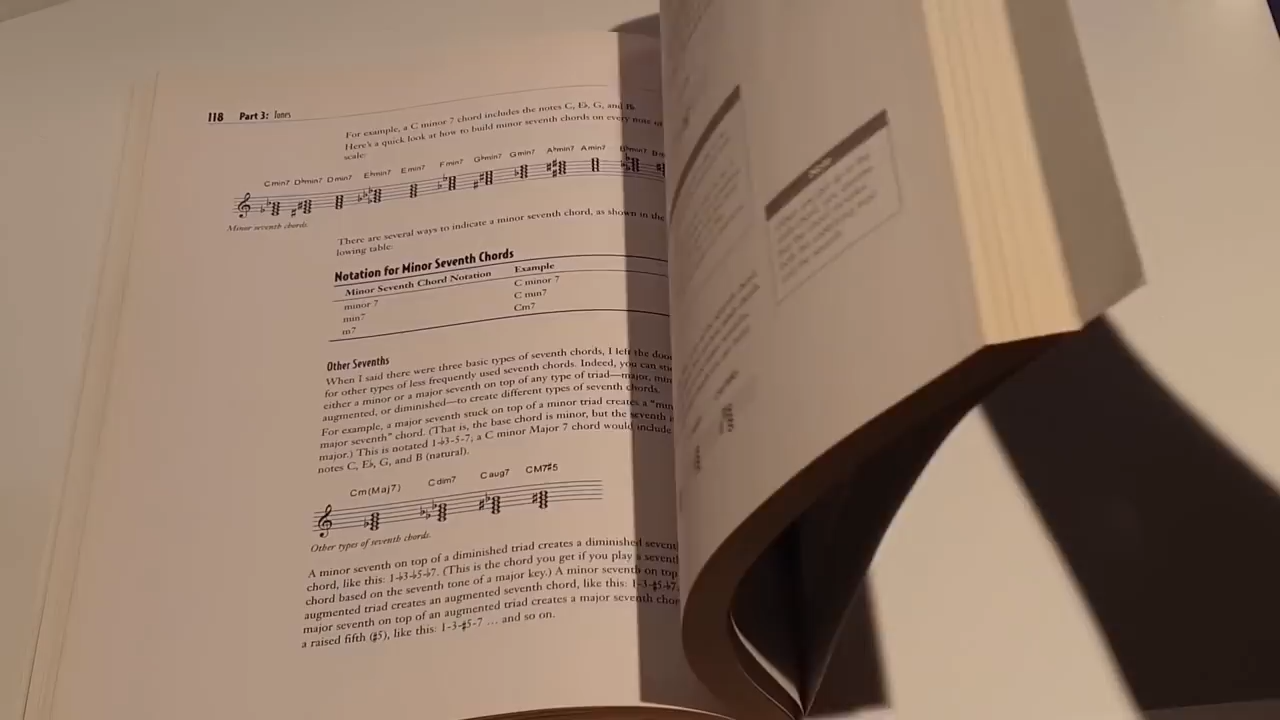 118 Part 3: Tunes
For example, a C minor 7 chord includes the notes C, E♭, G, and B♭.
Here's a quick look at how to build minor seventh chords on every note of
scale:
Cmin7 D♭min7 Dmin7 E♭min7 Emin7 Fmin7 G♭min7 Gmin7 A♭min7 Amin7 B♭min7
Minor seventh chords.
There are several ways to indicate a minor seventh chord, as shown in the
lowing table:
Notation for Minor Seventh Chords
Minor Seventh Chord Notation Example
minor 7 C minor 7
min7 C min7
m7 Cm7
Other Sevenths
When I said there were three basic types of seventh chords, I left the door
for other types of less frequently used seventh chords. Indeed, you can
either a minor or a major seventh on top of any type of triad—major,
augmented, or diminished—to create different types of seventh chords.
For example, a major seventh stuck on top of a minor triad creates a
major seventh" chord. (That is, the base chord is minor, but the seventh
major.) This is notated 1-♭3-5-7; a C minor Major 7 chord would include
notes C, E♭, G, and B (natural).
Cm(Maj7) Cdim7 Caug7 CM7♯5
Other types of seventh chords.
A minor seventh on top of a diminished triad creates a diminished
chord, like this: 1-♭3-♭5-♭7. (This is the chord you get if you play a
chord based on the seventh tone of a major key.) A minor seventh on top
augmented triad creates an augmented seventh chord, like this: 1-3-♯5-♭7.
major seventh on top of an augmented triad creates a major seventh
a raised fifth (♯5), like this: 1-3-♯5-7 ... and so on.